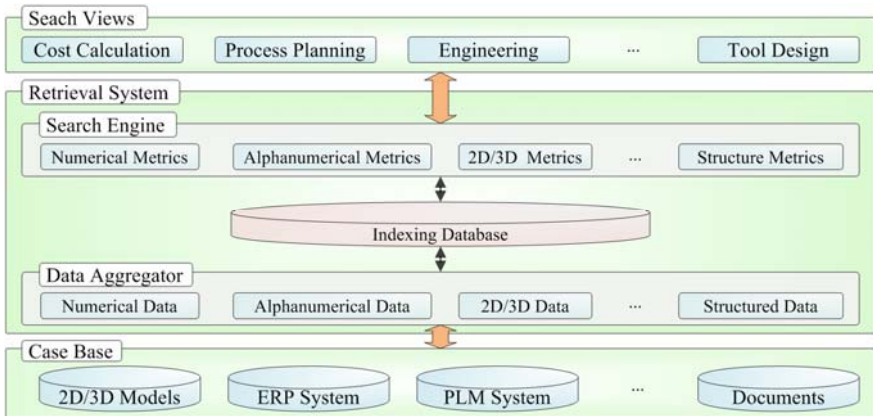 Seach Views
Cost Calculation Process Planning Engineering ... Tool Design
Retrieval System
Search Engine
Numerical Metrics Alphanumerical Metrics 2D/3D Metrics ... Structure Metrics
Indexing Database
Data Aggregator
Numerical Data Alphanumerical Data 2D/3D Data ... Structured Data
Case Base
2D/3D Models ERP System PLM System ... Documents